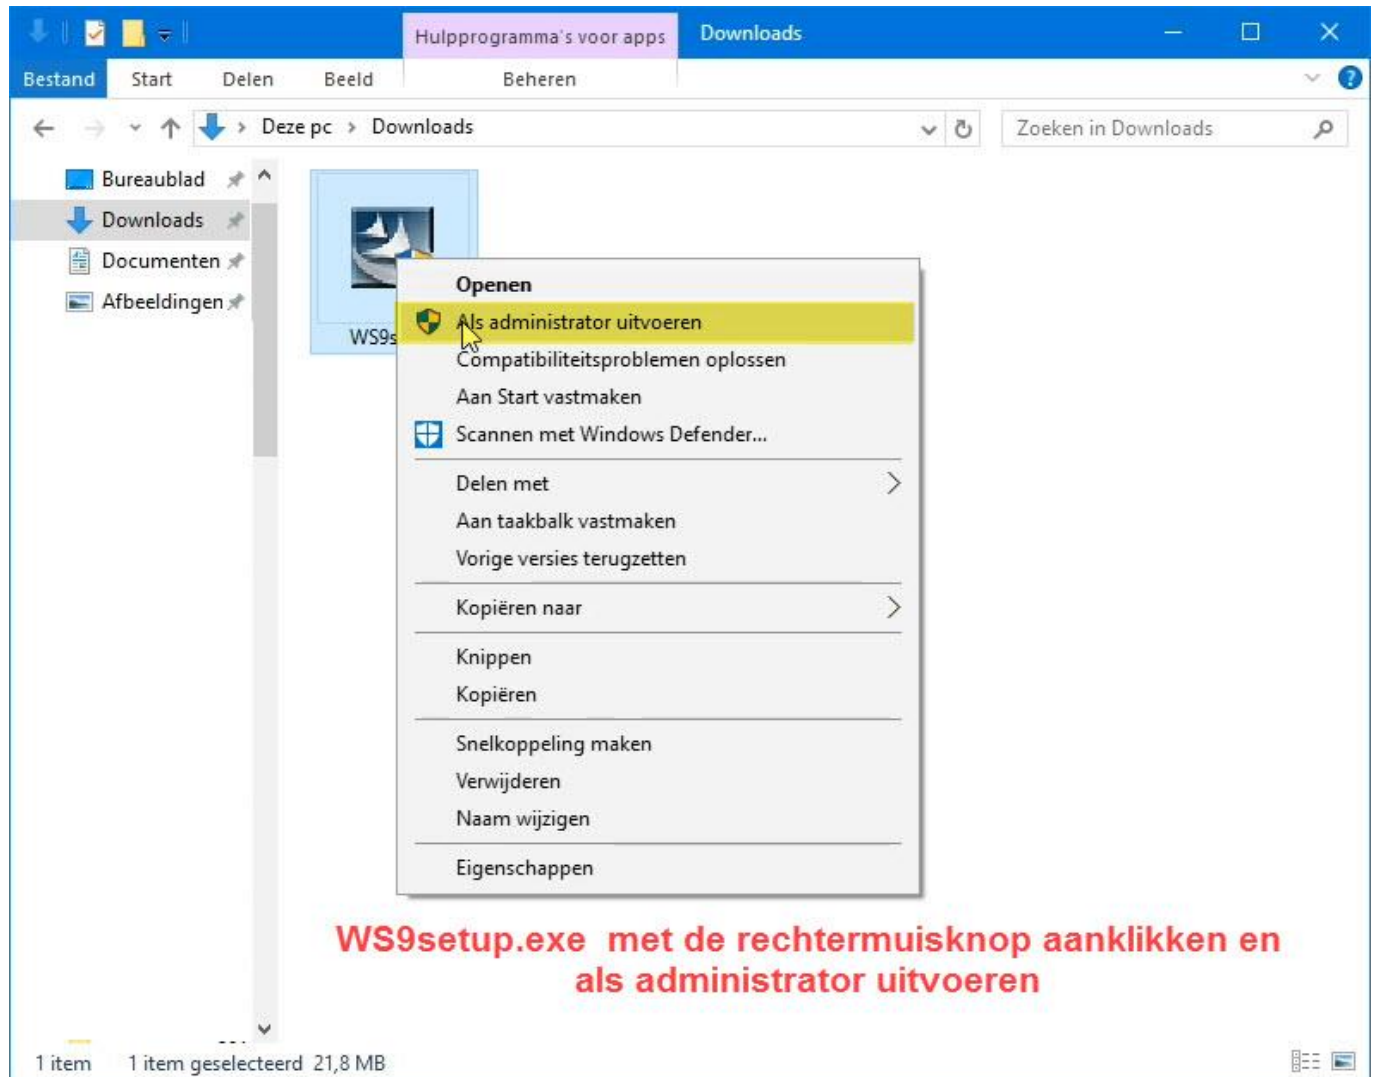 Hulpprogramma's voor apps
Downloads
Bestand
Start
Delen
Beeld
Beheren
Deze pc > Downloads
Zoeken in Downloads
Bureaublad
Downloads
Documenten
Afbeeldingen
WS9s
Openen
Als administrator uitvoeren
Compatibiliteitsproblemen oplossen
Aan Start vastmaken
Scannen met Windows Defender...
Delen met
Aan taakbalk vastmaken
Vorige versies terugzetten
Kopiëren naar
Knippen
Kopiëren
Snelkoppeling maken
Verwijderen
Naam wijzigen
Eigenschappen
WS9setup.exe met de rechtermuisknop aanklikken en
als administrator uitvoeren
1 item 1 item geselecteerd 21,8 MB